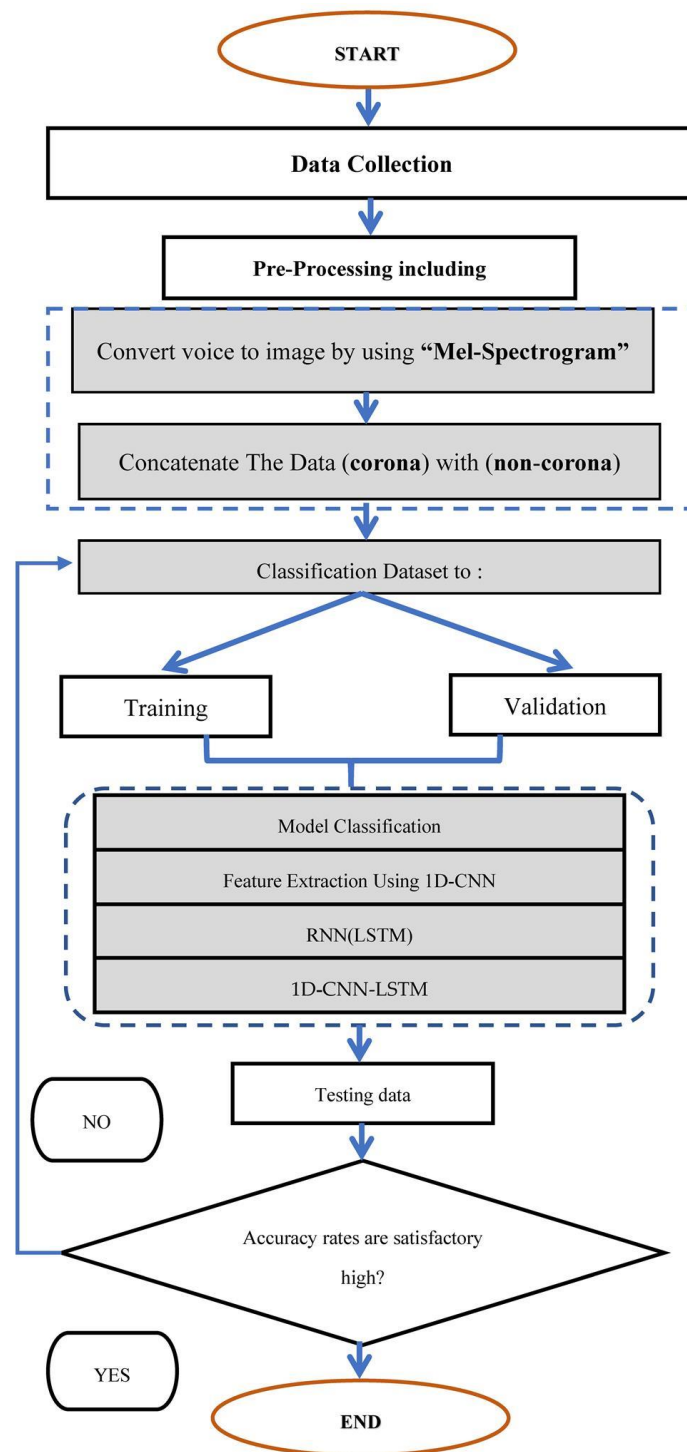 START
Data Collection
Pre-Processing including
Convert voice to image by using “Mel-Spectrogram”
Concatenate The Data (corona) with (non-corona)
Classification Dataset to :
Training
Validation
Model Classification
Feature Extraction Using 1D-CNN
RNN(LSTM)
1D-CNN-LSTM
Testing data
NO
Accuracy rates are satisfactory
high?
YES
END